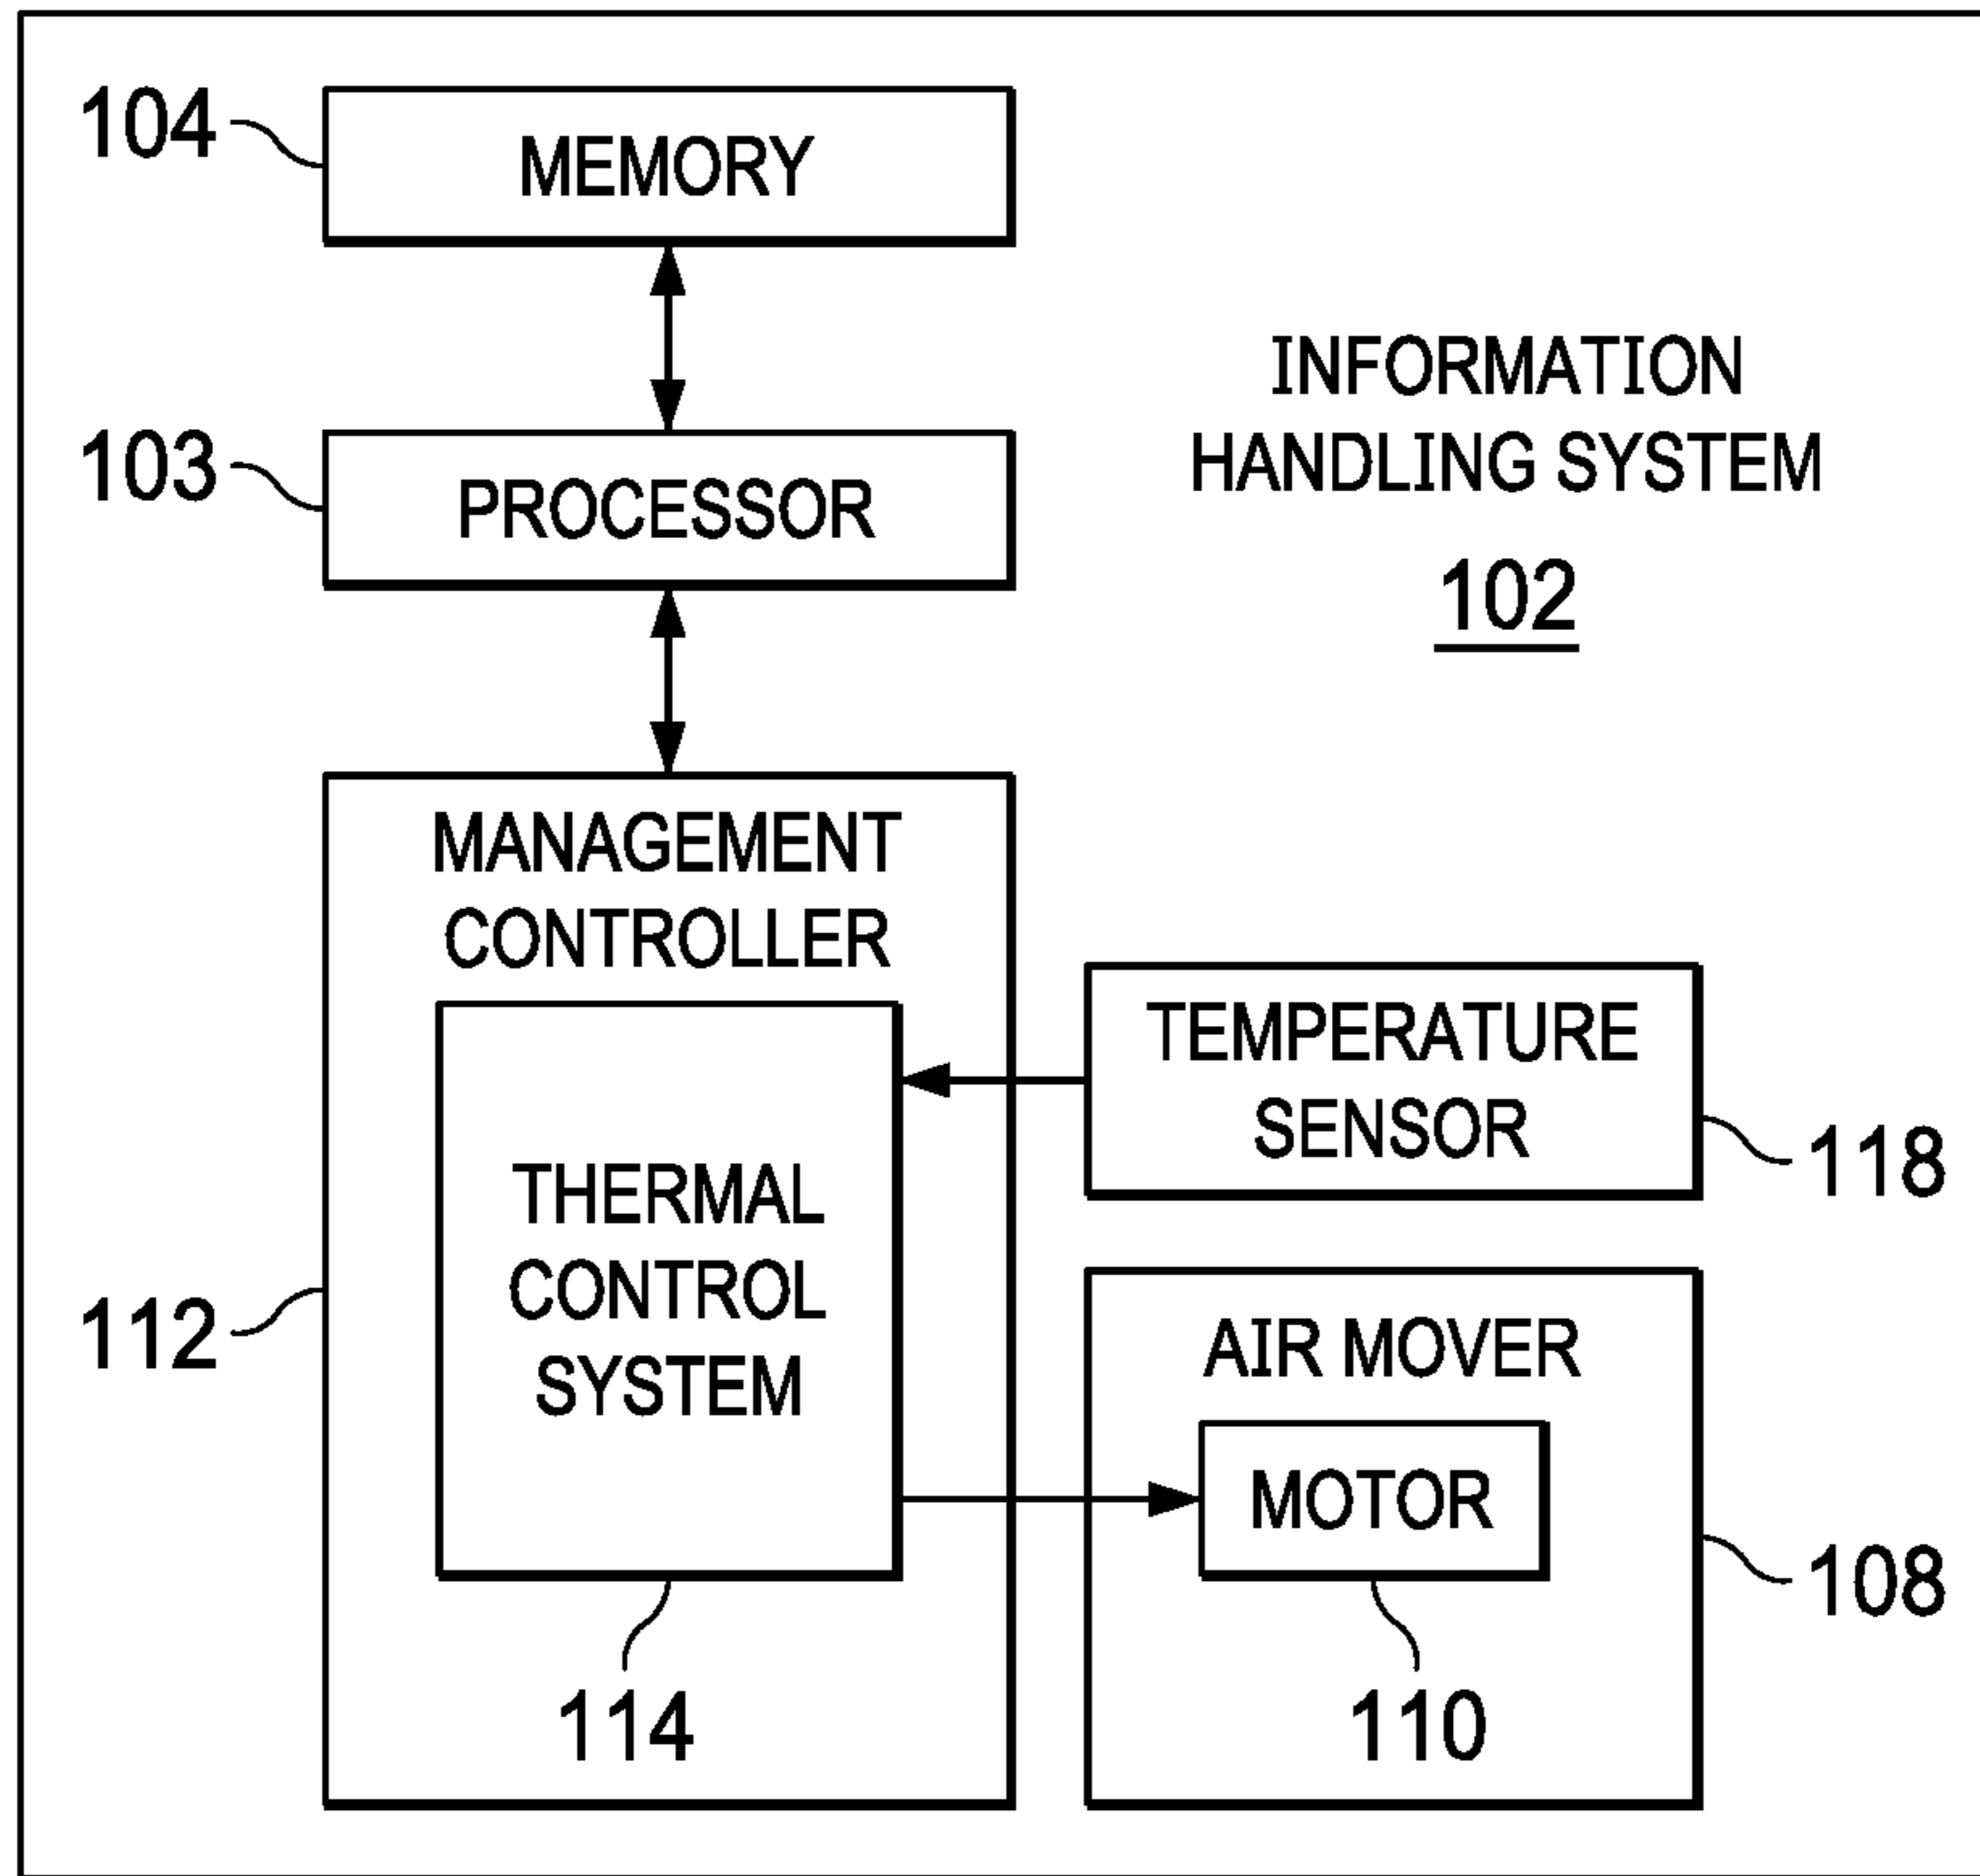 104
MEMORY
INFORMATION
HANDLING SYSTEM
102
103
PROCESSOR
MANAGEMENT
CONTROLLER
TEMPERATURE
SENSOR
118
THERMAL
CONTROL
SYSTEM
112
AIR MOVER
MOTOR
108
114
110